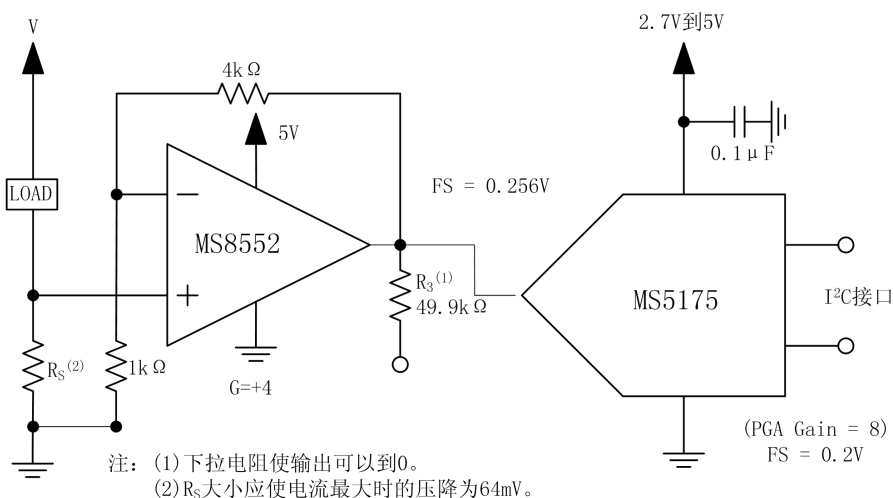 V
2.7V到5V
4kΩ
5V
0.1μF
LOAD
FS = 0.256V
MS8552
R₃⁽¹⁾
49.9kΩ
MS5175
I²C接口
Rs⁽²⁾
1kΩ
G=+4
(PGA Gain = 8)
FS = 0.2V
注：(1)下拉电阻使输出可以到0。
(2)Rs大小应使电流最大时的压降为64mV。